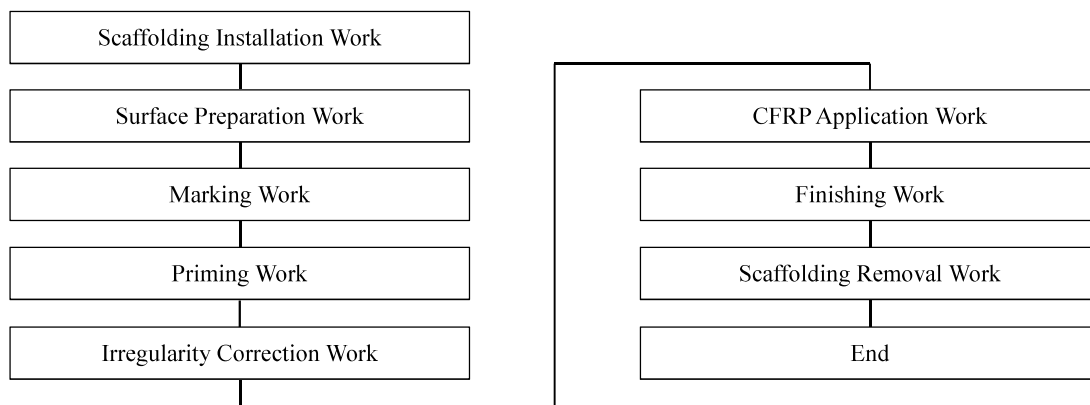 Scaffolding Installation Work
Surface Preparation Work
Marking Work
Priming Work
Irregularity Correction Work
CFRP Application Work
Finishing Work
Scaffolding Removal Work
End